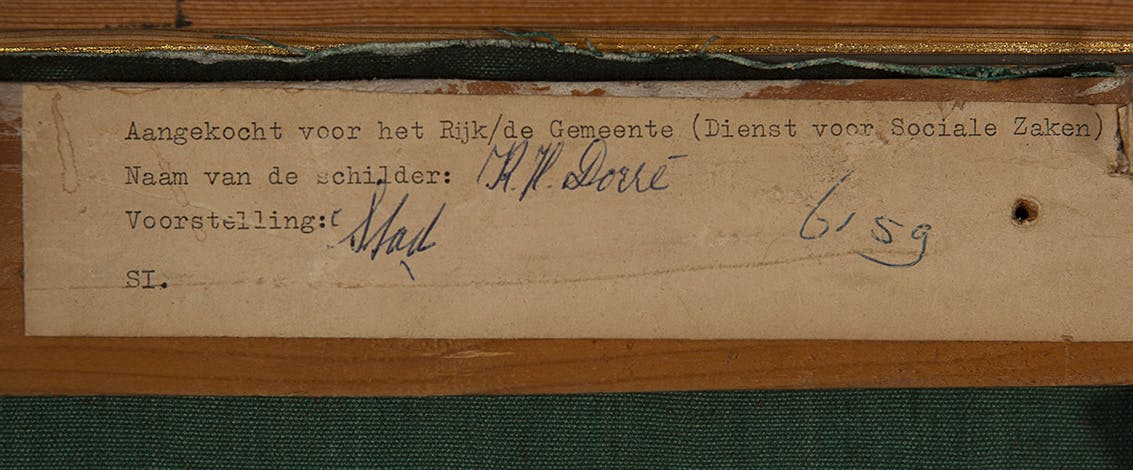 Aangekocht voor het Rijk/de Gemeente (Dienst voor Sociale Zaken)
Naam van de schilder: H. H. Dorré
Voorstelling: Stad
6/59
SI.